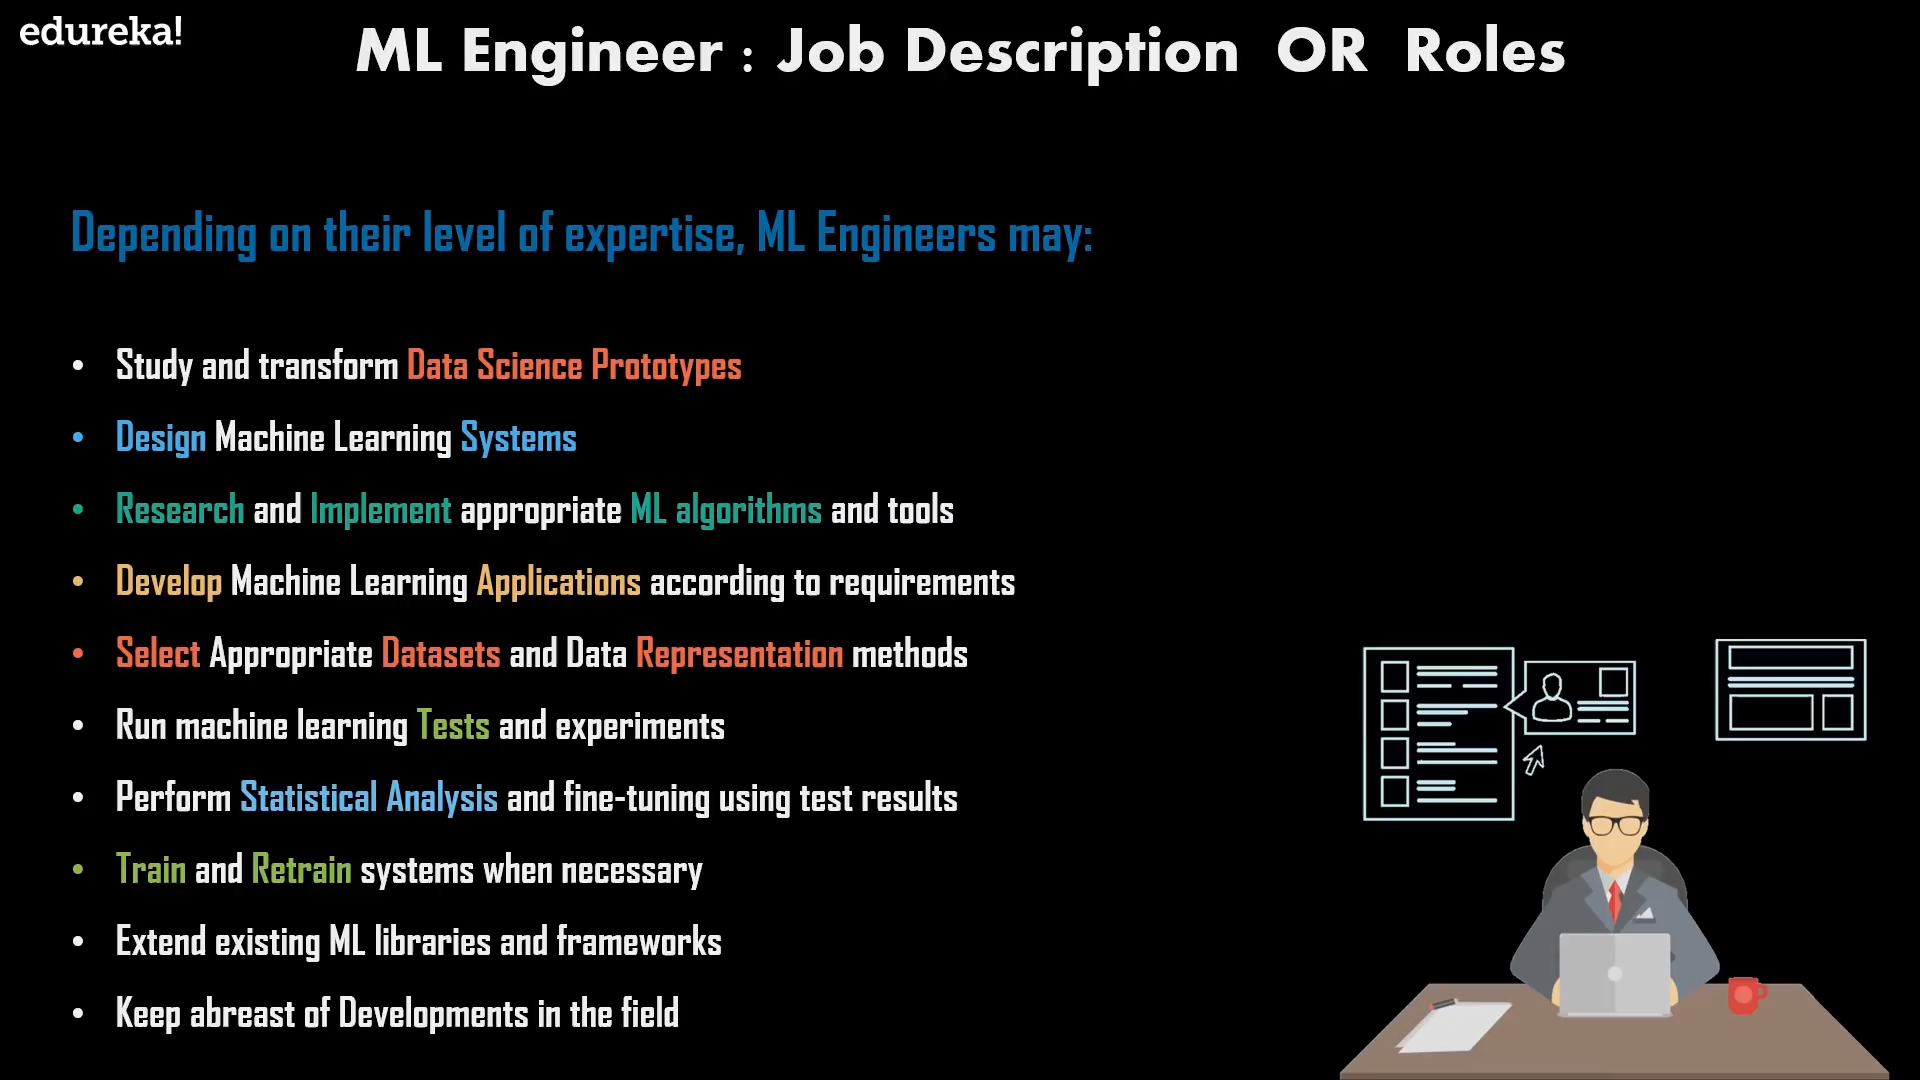 edureka!
ML Engineer : Job Description OR Roles
Depending on their level of expertise, ML Engineers may:
• Study and transform Data Science Prototypes
• Design Machine Learning Systems
• Research and Implement appropriate ML algorithms and tools
• Develop Machine Learning Applications according to requirements
• Select Appropriate Datasets and Data Representation methods
• Run machine learning Tests and experiments
• Perform Statistical Analysis and fine-tuning using test results
• Train and Retrain systems when necessary
• Extend existing ML libraries and frameworks
• Keep abreast of Developments in the field